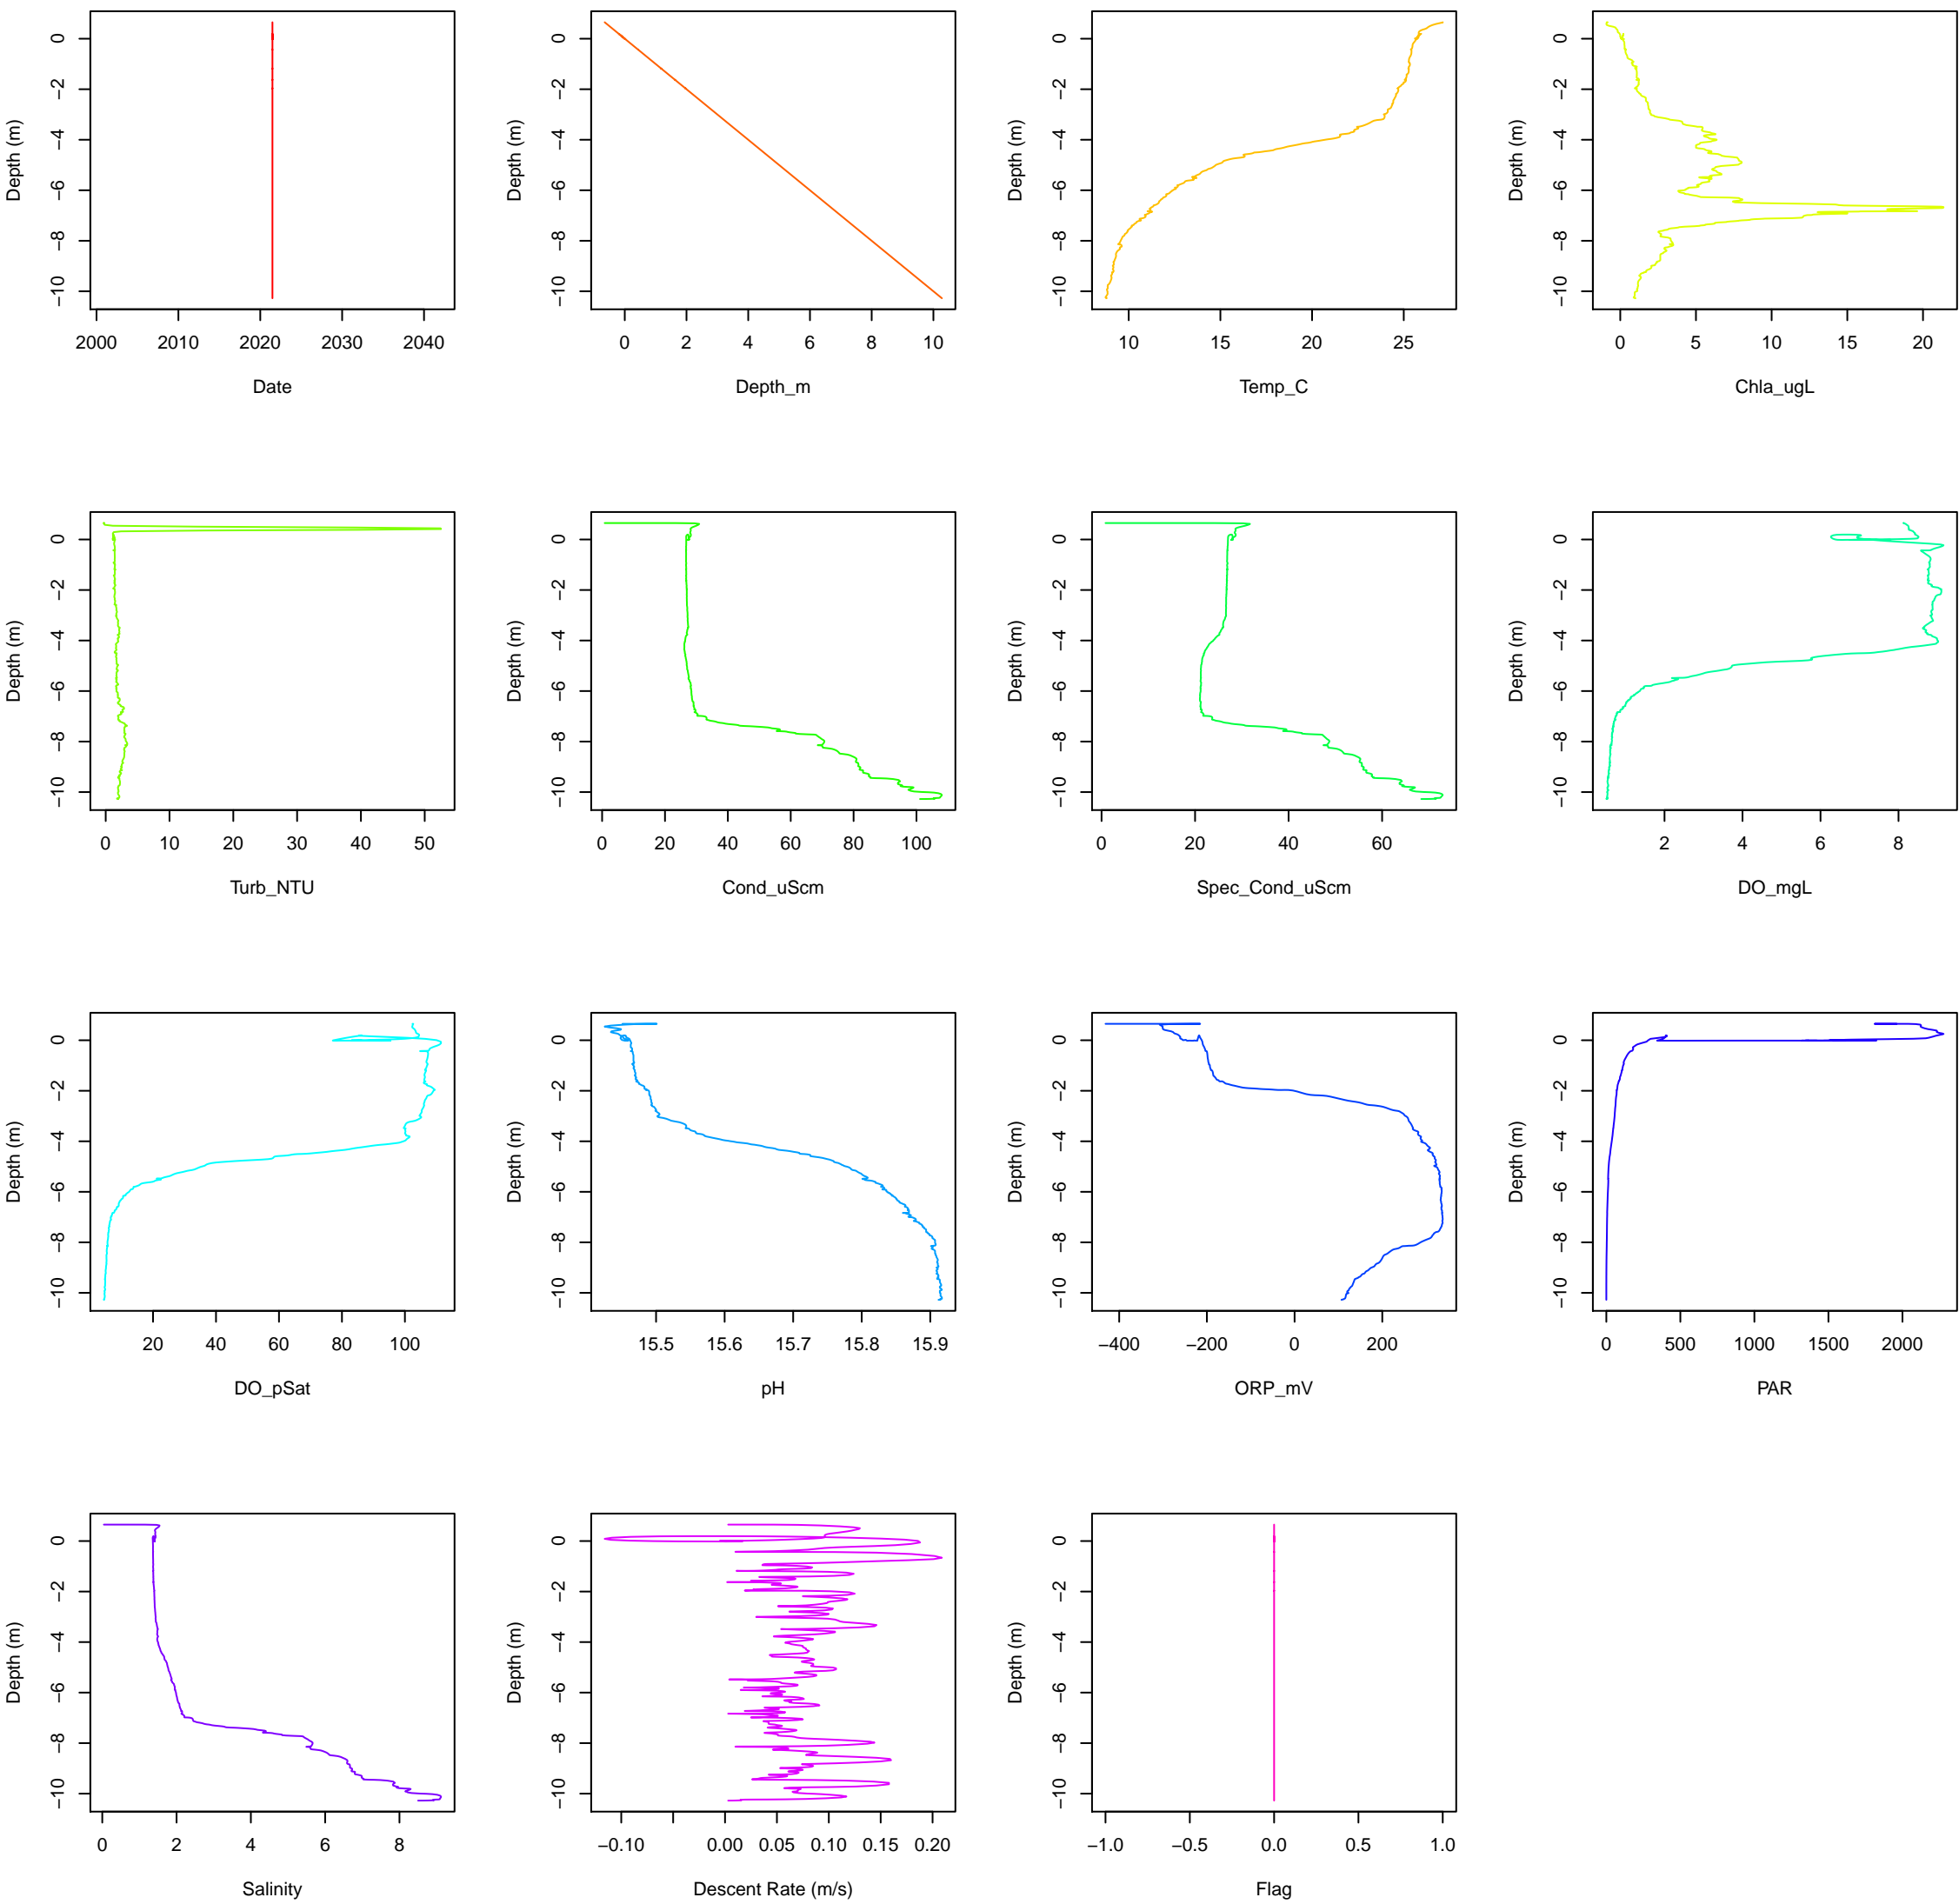 0 −2 −4 −6 −8 −10
Depth (m)
2000 2010 2020 2030 2040
Date
0 −2 −4 −6 −8 −10
Depth (m)
0 2 4 6 8 10
Depth_m
0 −2 −4 −6 −8 −10
Depth (m)
10 15 20 25
Temp_C
0 −2 −4 −6 −8 −10
Depth (m)
0 5 10 15 20
Chla_ugL
0 −2 −4 −6 −8 −10
Depth (m)
0 10 20 30 40 50
Turb_NTU
0 −2 −4 −6 −8 −10
Depth (m)
0 20 40 60 80 100
Cond_uScm
0 −2 −4 −6 −8 −10
Depth (m)
0 20 40 60
Spec_Cond_uScm
0 −2 −4 −6 −8 −10
Depth (m)
2 4 6 8
DO_mgL
0 −2 −4 −6 −8 −10
Depth (m)
20 40 60 80 100
DO_pSat
0 −2 −4 −6 −8 −10
Depth (m)
15.5 15.6 15.7 15.8 15.9
pH
0 −2 −4 −6 −8 −10
Depth (m)
−400 −200 0 200
ORP_mV
0 −2 −4 −6 −8 −10
Depth (m)
0 500 1000 1500 2000
PAR
0 −2 −4 −6 −8 −10
Depth (m)
0 2 4 6 8
Salinity
0 −2 −4 −6 −8 −10
Depth (m)
−0.10 0.00 0.05 0.10 0.15 0.20
Descent Rate (m/s)
0 −2 −4 −6 −8 −10
Depth (m)
−1.0 −0.5 0.0 0.5 1.0
Flag